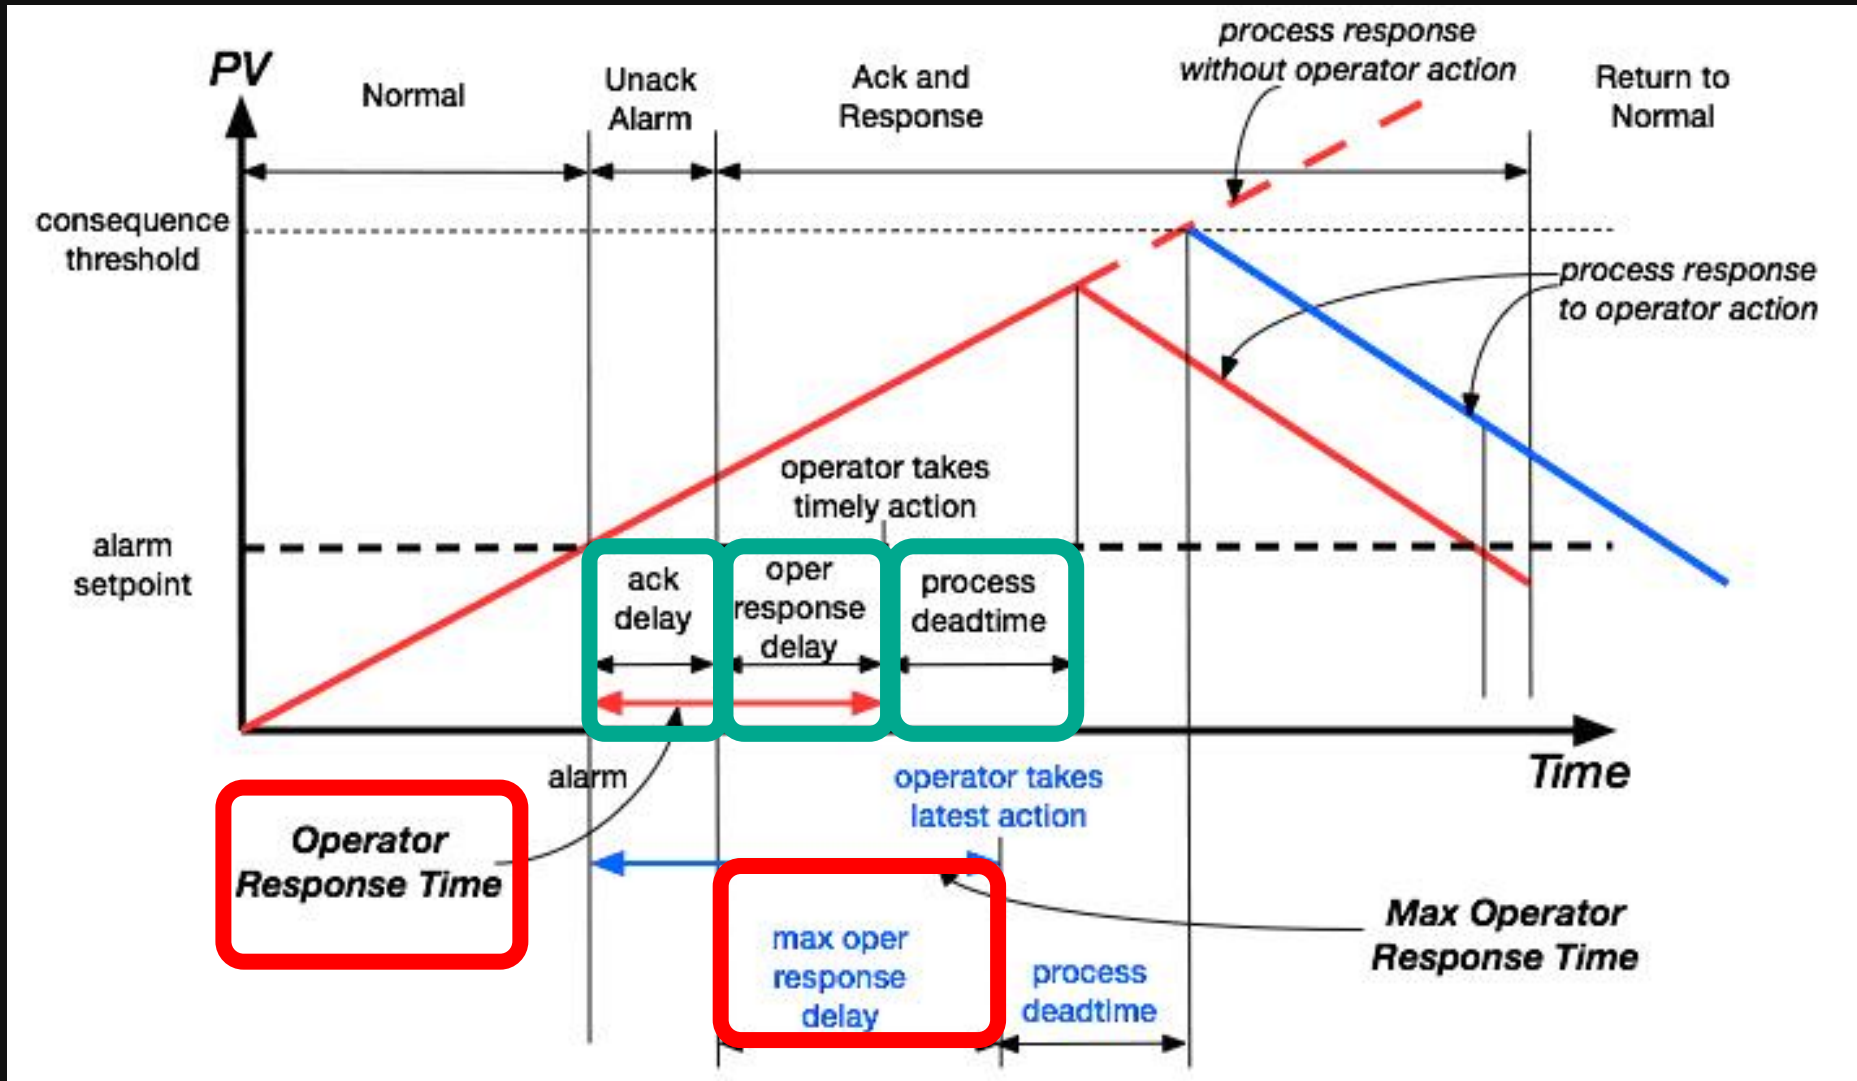 process response
without operator action
PV
Normal
Unack
Alarm
Ack and
Response
Return to
Normal
consequence
threshold
process response
to operator action
operator takes
timely action
alarm
setpoint
ack
delay
oper
response
delay
process
deadtime
alarm
Time
operator takes
latest action
Operator
Response Time
max oper
response
delay
process
deadtime
Max Operator
Response Time